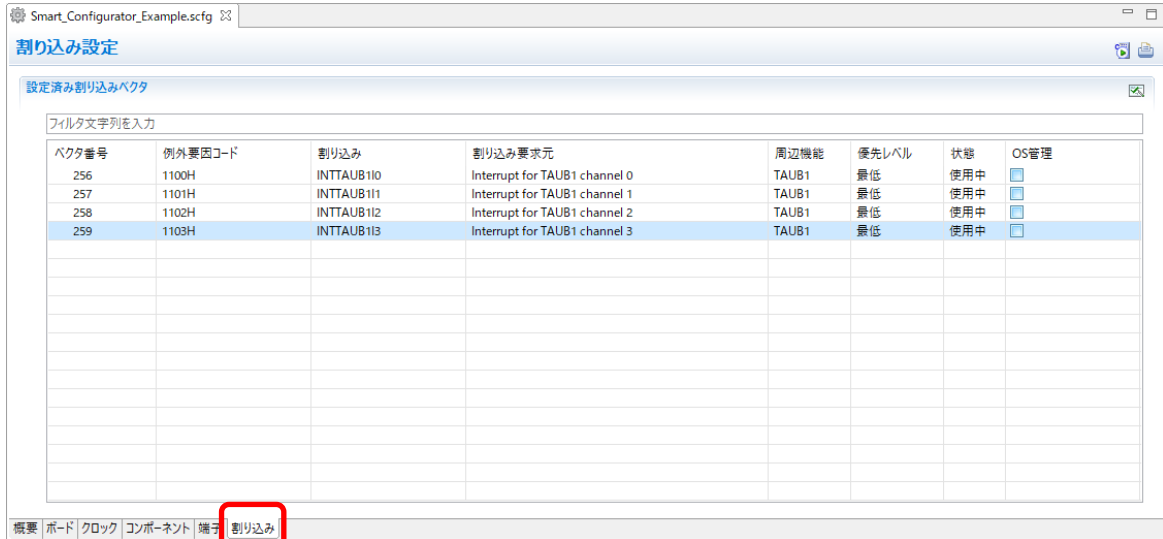 Smart_Configurator_Example.scfg
割り込み設定
設定済み割り込みベクタ
フィルタ文字列を入力
ベクタ番号 例外要因コード 割り込み 割り込み要求元 周辺機能 優先レベル 状態 OS管理
256 1100H INTTAUB1I0 Interrupt for TAUB1 channel 0 TAUB1 最低 使用中
257 1101H INTTAUB1I1 Interrupt for TAUB1 channel 1 TAUB1 最低 使用中
258 1102H INTTAUB1I2 Interrupt for TAUB1 channel 2 TAUB1 最低 使用中
259 1103H INTTAUB1I3 Interrupt for TAUB1 channel 3 TAUB1 最低 使用中
概要 ボード クロック コンポーネント 端子 割り込み